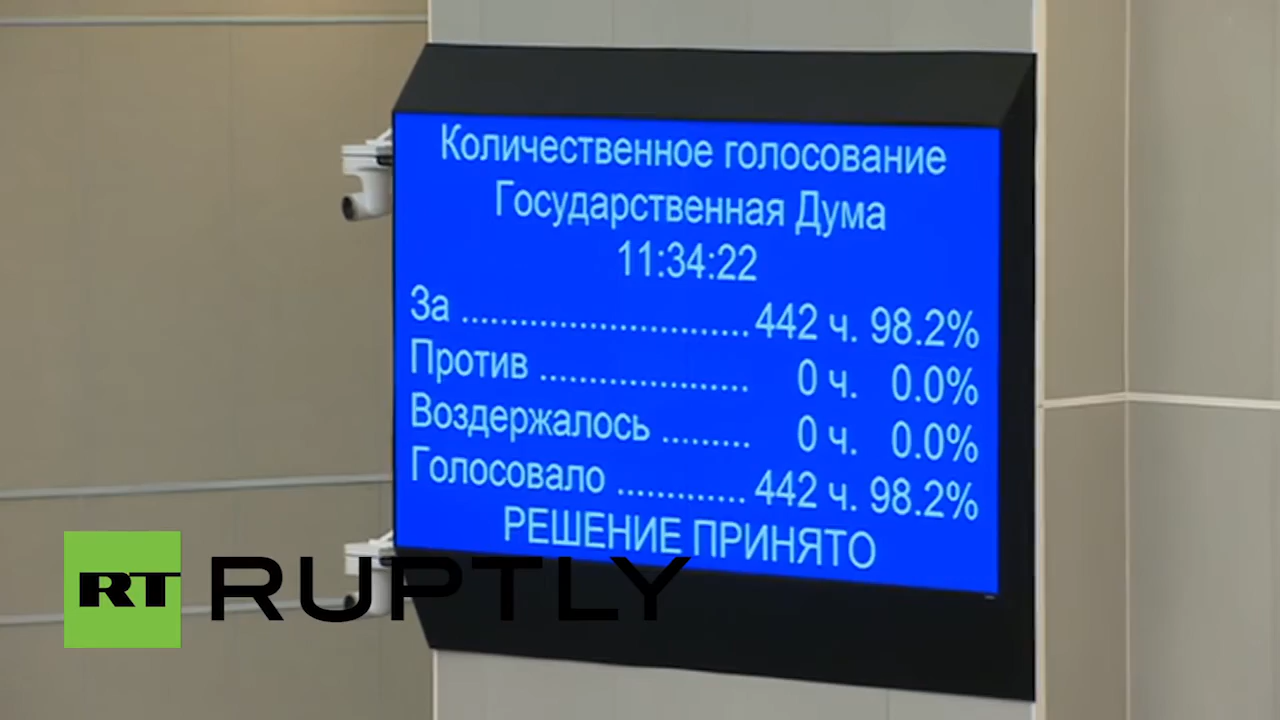 Количественное голосование
Государственная Дума
11:34:22
За ............................. 442 ч. 98.2%
Против ..................... 0 ч. 0.0%
Воздержалось ......... 0 ч. 0.0%
Голосовало ............. 442 ч. 98.2%
РЕШЕНИЕ ПРИНЯТО
RT RUPTLY